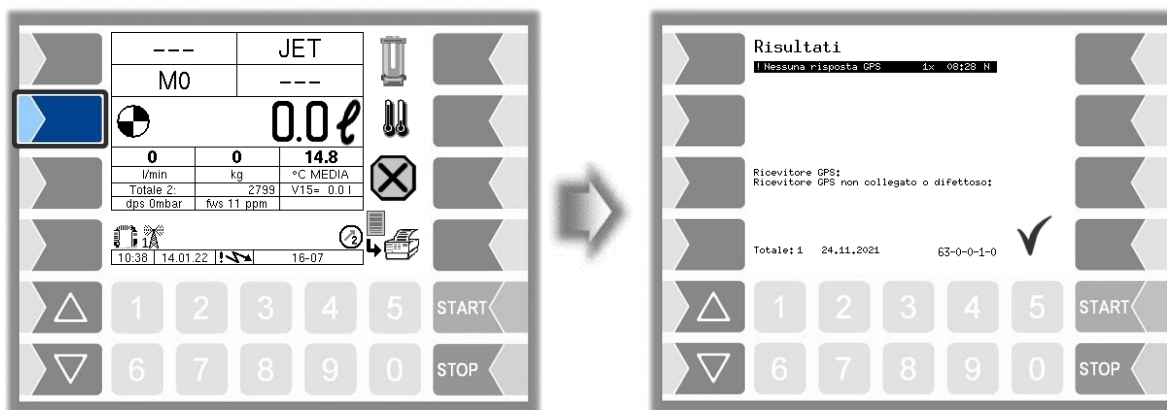 --- JET
M0 ---
0.0 ℓ
0 0 14.8
l/min kg °C MEDIA
Totale 2: 2799 V15= 0.0 l
dps 0mbar fws 11 ppm
1 2
10:38 14.01.22 ! 16-07
1 2 3 4 5 START
6 7 8 9 0 STOP
Risultati
!Nessuna risposta GPS 1x 08:28 N
Ricevitore GPS:
Ricevitore GPS non collegato o difettoso:
Totale: 1 24.11.2021 63-0-0-1-0
1 2 3 4 5 START
6 7 8 9 0 STOP